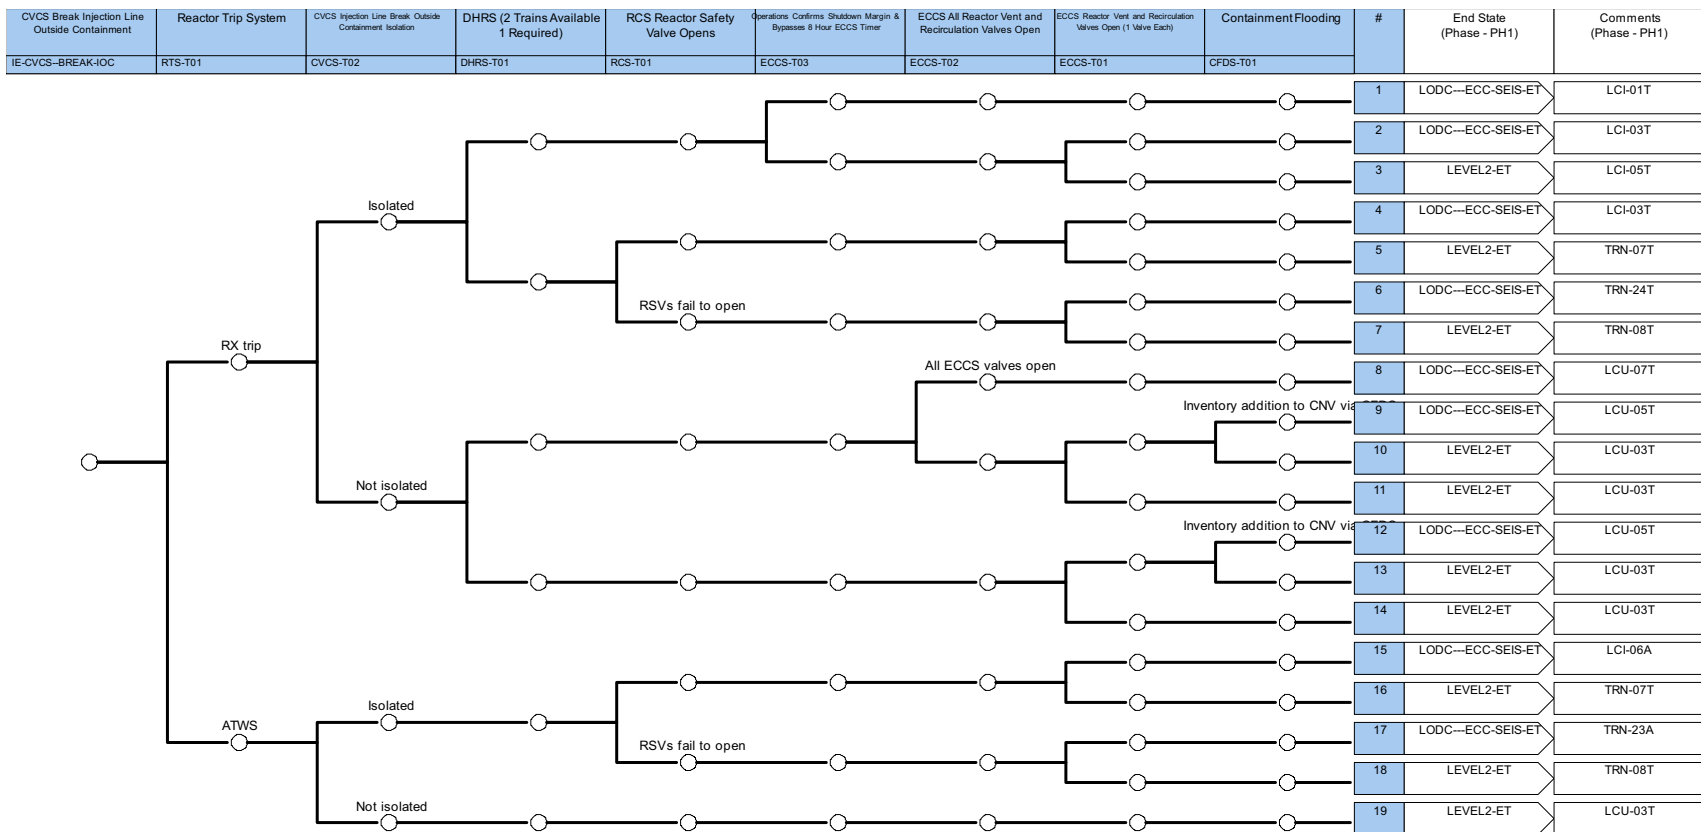 CVCS Break Injection Line
Outside Containment
Reactor Trip System
CVCS Injection Line Break Outside
Containment Isolation
DHRS (2 Trains Available
1 Required)
RCS Reactor Safety
Valve Opens
Operations Confirms Shutdown Margin &
Bypasses 8 Hour ECCS Timer
ECCS All Reactor Vent and
Recirculation Valves Open
ECCS Reactor Vent and Recirculation
Valves Open (1 Valve Each)
Containment Flooding
#
End State
(Phase - PH1)
Comments
(Phase - PH1)
IE-CVCS--BREAK-IOC
RTS-T01
CVCS-T02
DHRS-T01
RCS-T01
ECCS-T03
ECCS-T02
ECCS-T01
CFDS-T01
1 LODC---ECC-SEIS-ET LCI-01T
2 LODC---ECC-SEIS-ET LCI-03T
3 LEVEL2-ET LCI-05T
Isolated
4 LODC---ECC-SEIS-ET LCI-03T
5 LEVEL2-ET TRN-07T
6 LODC---ECC-SEIS-ET TRN-24T
RSVs fail to open
7 LEVEL2-ET TRN-08T
RX trip
All ECCS valves open
8 LODC---ECC-SEIS-ET LCU-07T
Inventory addition to CNV via
9 LODC---ECC-SEIS-ET LCU-05T
10 LEVEL2-ET LCU-03T
Not isolated
11 LEVEL2-ET LCU-03T
Inventory addition to CNV via
12 LODC---ECC-SEIS-ET LCU-05T
13 LEVEL2-ET LCU-03T
14 LEVEL2-ET LCU-03T
15 LODC---ECC-SEIS-ET LCI-06A
Isolated
16 LEVEL2-ET TRN-07T
ATWS
17 LODC---ECC-SEIS-ET TRN-23A
RSVs fail to open
18 LEVEL2-ET TRN-08T
Not isolated
19 LEVEL2-ET LCU-03T